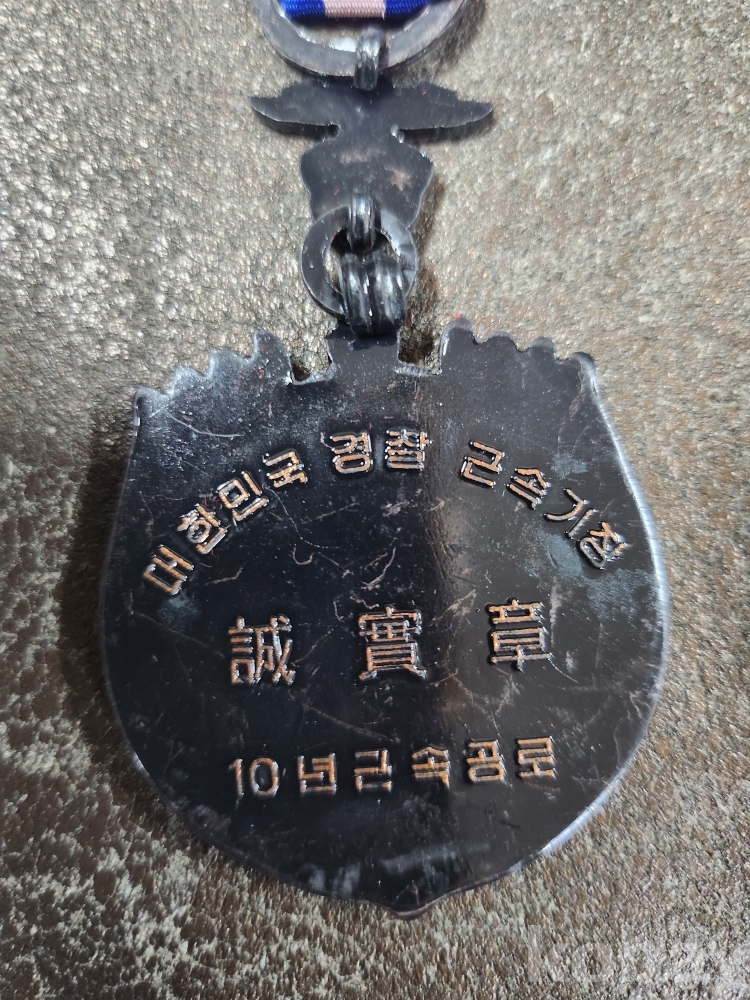 대한민국 경찰 근속기장
誠實章
10년근속공로
kobzy